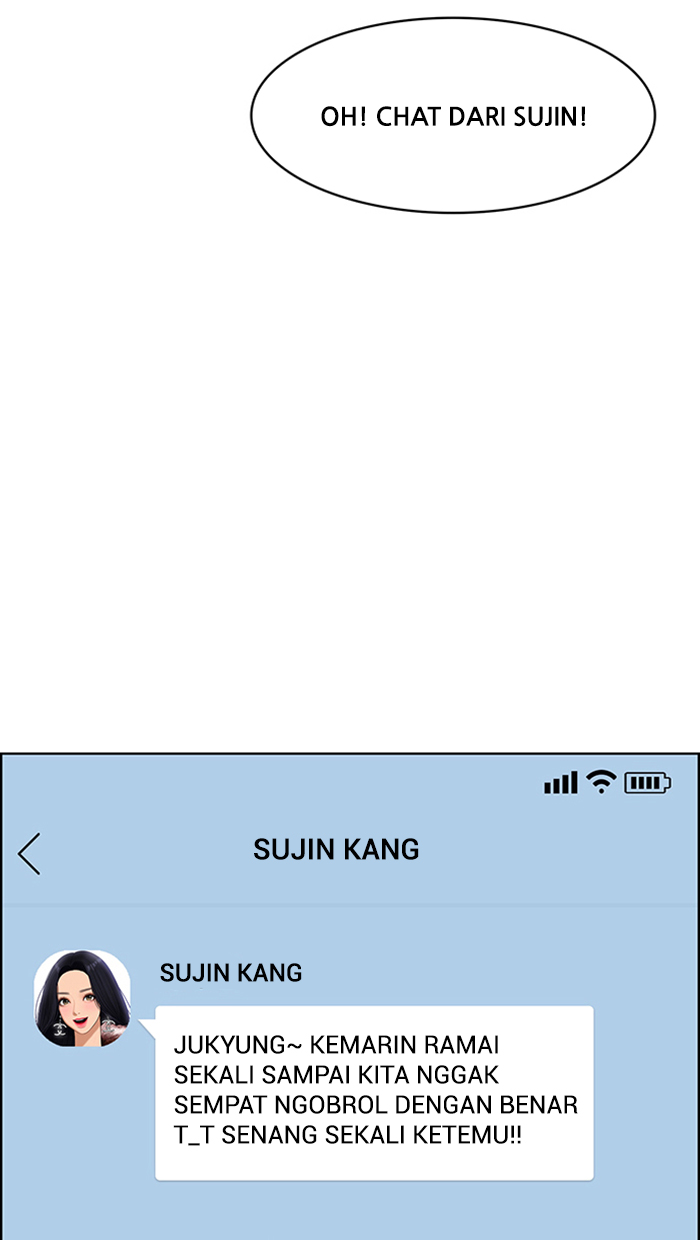 OH! CHAT DARI SUJIN!
SUJIN KANG
SUJIN KANG
JUKYUNG~ KEMARIN RAMAI
SEKALI SAMPAI KITA NGGAK
SEMPAT NGOBROL DENGAN BENAR
T_T SENANG SEKALI KETEMU!!